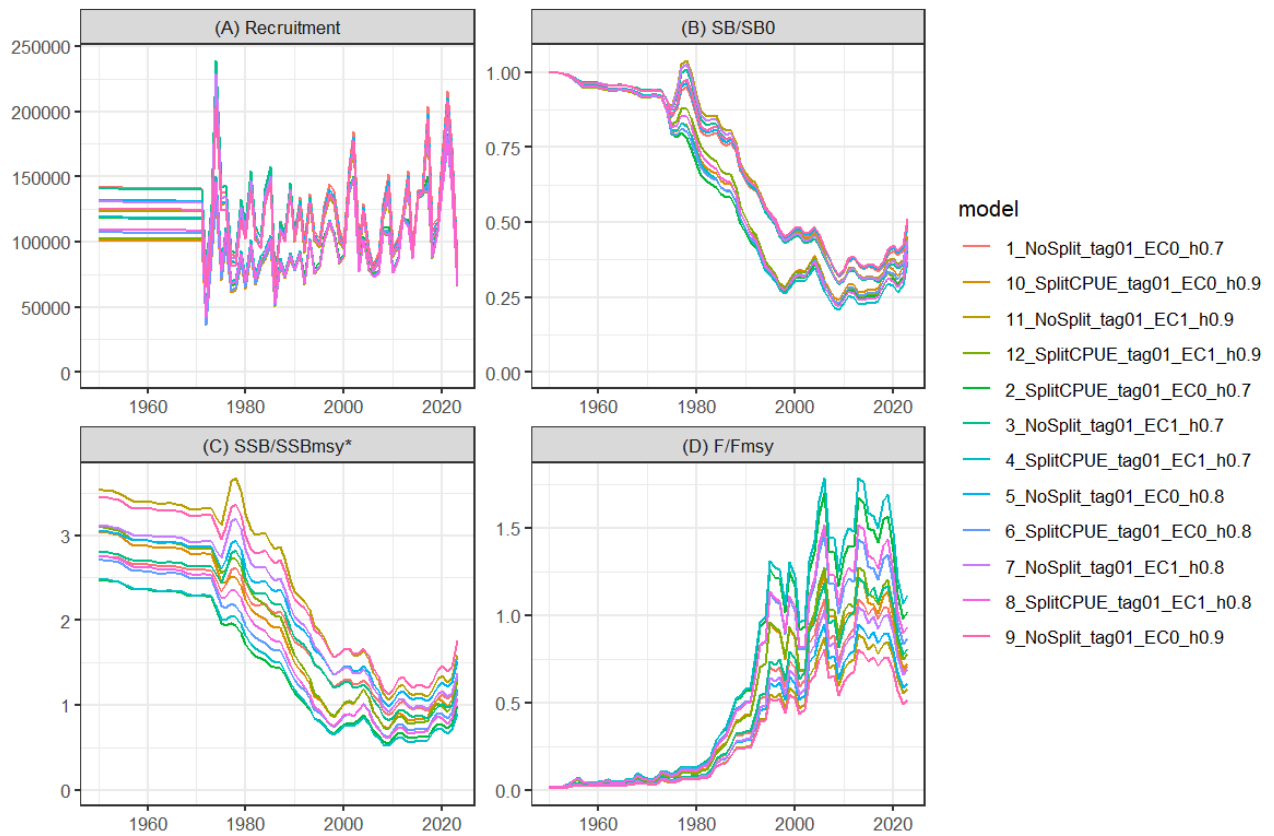 (A) Recruitment
250000
200000
150000
100000
50000
0
1960 1980 2000 2020
(B) SB/SB0
1.00
0.75
0.50
0.25
0.00
1960 1980 2000 2020
(C) SSB/SSBmsy*
3
2
1
0
1960 1980 2000 2020
(D) F/Fmsy
1.5
1.0
0.5
0.0
1960 1980 2000 2020
model
1_NoSplit_tag01_EC0_h0.7
10_SplitCPUE_tag01_EC0_h0.9
11_NoSplit_tag01_EC1_h0.9
12_SplitCPUE_tag01_EC1_h0.9
2_SplitCPUE_tag01_EC0_h0.7
3_NoSplit_tag01_EC1_h0.7
4_SplitCPUE_tag01_EC1_h0.7
5_NoSplit_tag01_EC0_h0.8
6_SplitCPUE_tag01_EC0_h0.8
7_NoSplit_tag01_EC1_h0.8
8_SplitCPUE_tag01_EC1_h0.8
9_NoSplit_tag01_EC0_h0.9